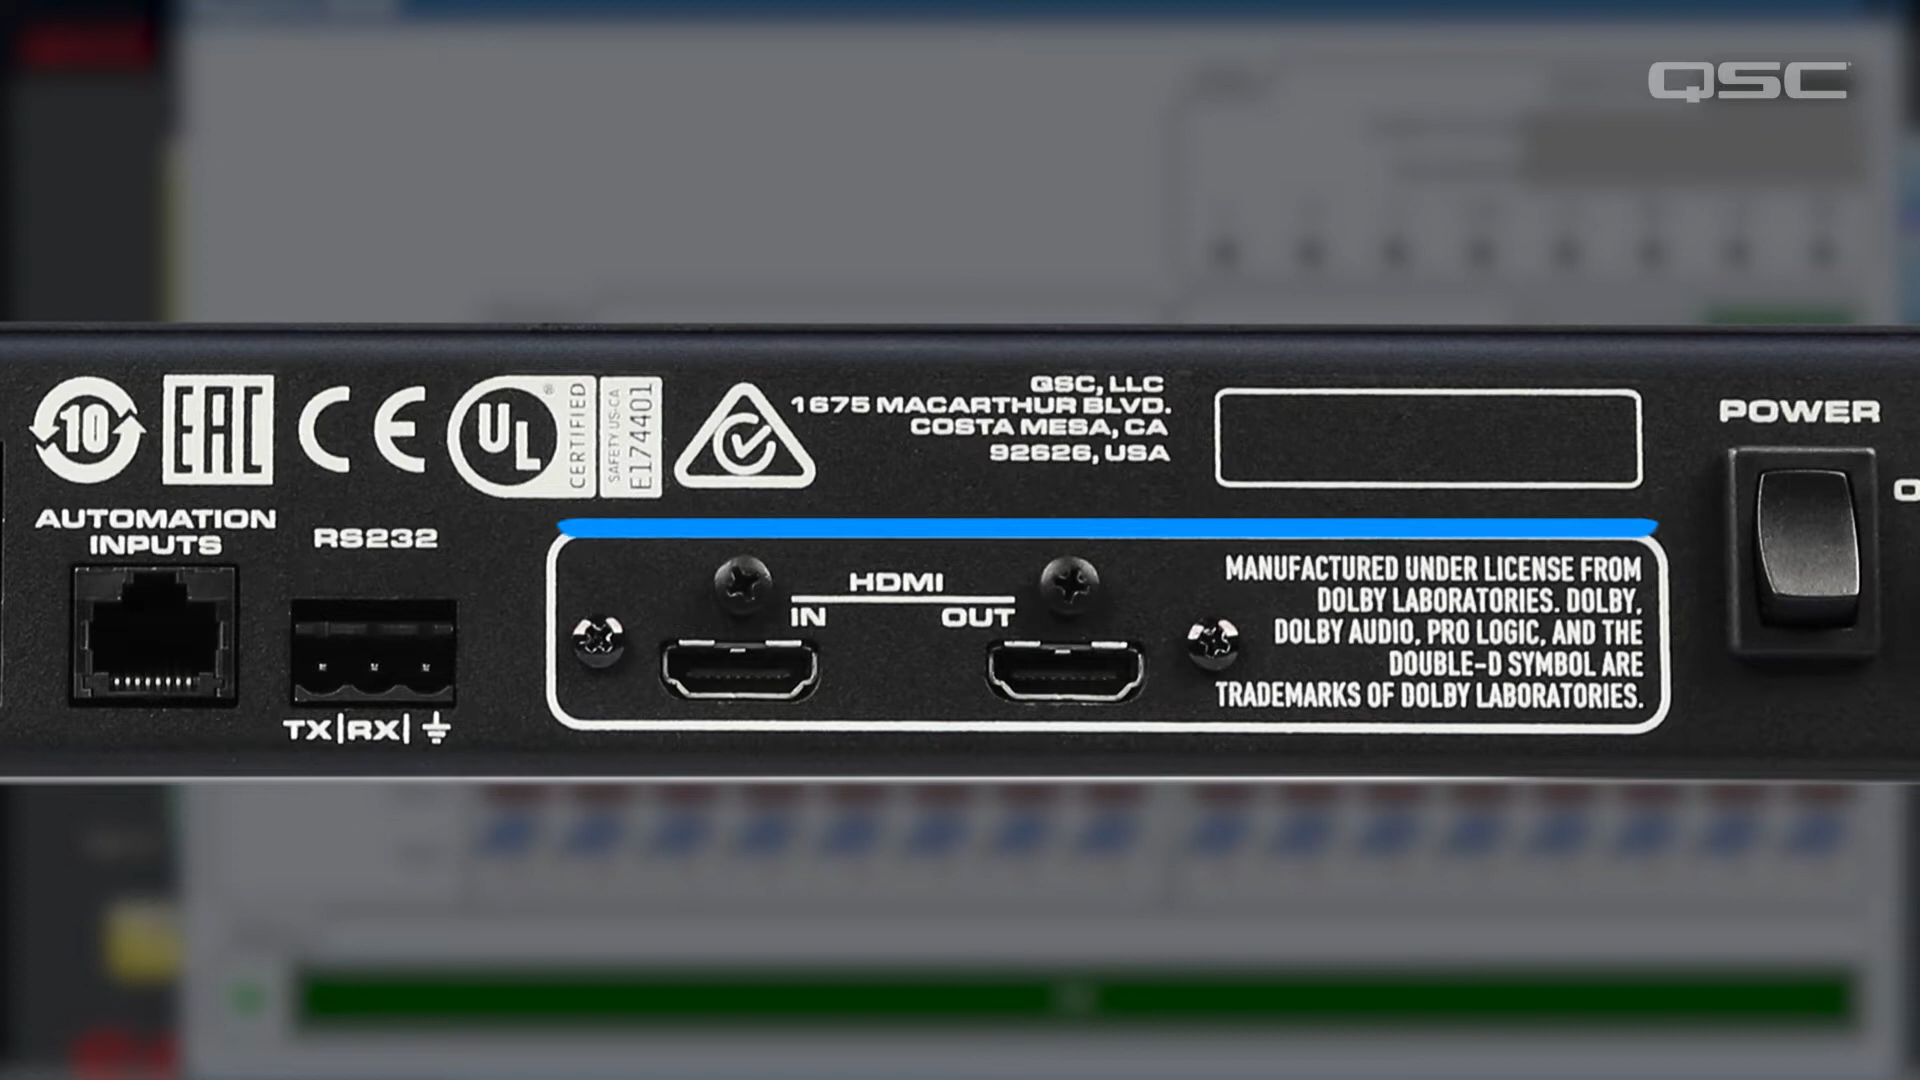 QSC
10
EAC
CE
UL
®
CERTIFIED
SAFETY US-CA
E174401
QSC, LLC
1675 MACARTHUR BLVD.
COSTA MESA, CA
92626, USA
POWER
O
AUTOMATION
INPUTS
RS232
TX|RX|
HDMI
IN
OUT
MANUFACTURED UNDER LICENSE FROM
DOLBY LABORATORIES. DOLBY,
DOLBY AUDIO, PRO LOGIC, AND THE
DOUBLE-D SYMBOL ARE
TRADEMARKS OF DOLBY LABORATORIES.